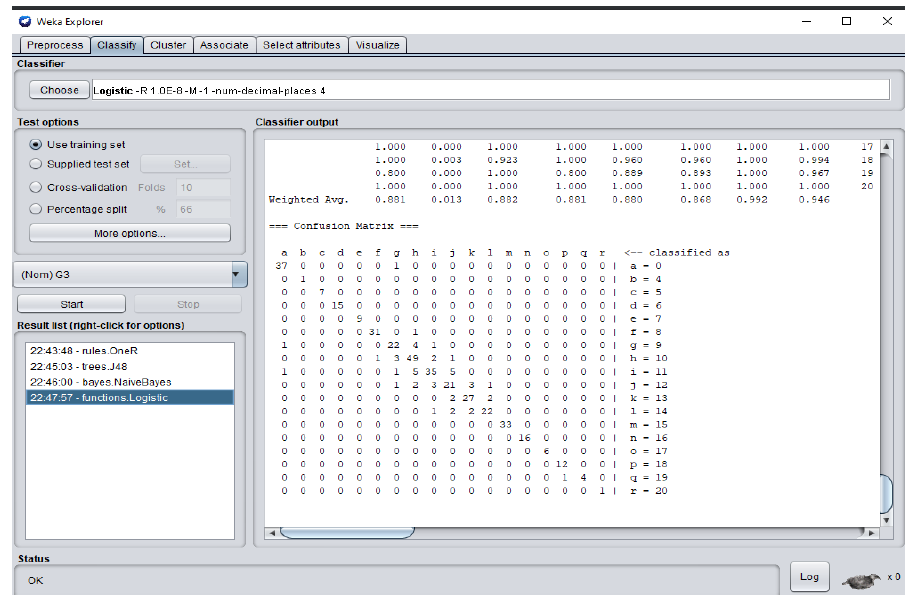 Weka Explorer
Preprocess Classify Cluster Associate Select attributes Visualize
Classifier
Choose Logistic -R 1.0E-8 -M -1 -num-decimal-places 4
Test options
Use training set
Supplied test set Set...
Cross-validation Folds 10
Percentage split % 66
More options...
(Nom) G3
Start Stop
Result list (right-click for options)
22:43:48 - rules.OneR
22:45:03 - trees.J48
22:46:00 - bayes.NaiveBayes
22:47:57 - functions.Logistic
Classifier output
1.000 0.000 1.000 1.000 1.000 1.000 1.000 1.000 17
1.000 0.003 0.923 1.000 0.960 0.960 1.000 0.994 18
0.800 0.000 1.000 0.800 0.889 0.893 1.000 0.967 19
1.000 0.000 1.000 1.000 1.000 1.000 1.000 1.000 20
Weighted Avg. 0.881 0.013 0.882 0.881 0.880 0.868 0.992 0.946
=== Confusion Matrix ===
a b c d e f g h i j k l m n o p q r <-- classified as
37 0 0 0 0 0 1 0 0 0 0 0 0 0 0 0 0 0 | a = 0
0 1 0 0 0 0 0 0 0 0 0 0 0 0 0 0 0 0 | b = 4
0 0 7 0 0 0 0 0 0 0 0 0 0 0 0 0 0 0 | c = 5
0 0 0 15 0 0 0 0 0 0 0 0 0 0 0 0 0 0 | d = 6
0 0 0 0 9 0 0 0 0 0 0 0 0 0 0 0 0 0 | e = 7
0 0 0 0 0 31 0 1 0 0 0 0 0 0 0 0 0 0 | f = 8
1 0 0 0 0 0 22 4 1 0 0 0 0 0 0 0 0 0 | g = 9
0 0 0 0 0 1 3 49 2 1 0 0 0 0 0 0 0 0 | h = 10
1 0 0 0 0 0 1 5 35 5 0 0 0 0 0 0 0 0 | i = 11
0 0 0 0 0 0 1 2 3 21 3 1 0 0 0 0 0 0 | j = 12
0 0 0 0 0 0 0 0 0 2 27 2 0 0 0 0 0 0 | k = 13
0 0 0 0 0 0 0 0 1 2 2 22 0 0 0 0 0 0 | l = 14
0 0 0 0 0 0 0 0 0 0 0 0 33 0 0 0 0 0 | m = 15
0 0 0 0 0 0 0 0 0 0 0 0 0 16 0 0 0 0 | n = 16
0 0 0 0 0 0 0 0 0 0 0 0 0 0 6 0 0 0 | o = 17
0 0 0 0 0 0 0 0 0 0 0 0 0 0 0 12 0 0 | p = 18
0 0 0 0 0 0 0 0 0 0 0 0 0 0 0 1 4 0 | q = 19
0 0 0 0 0 0 0 0 0 0 0 0 0 0 0 0 0 1 | r = 20
Status
OK
Log
x 0